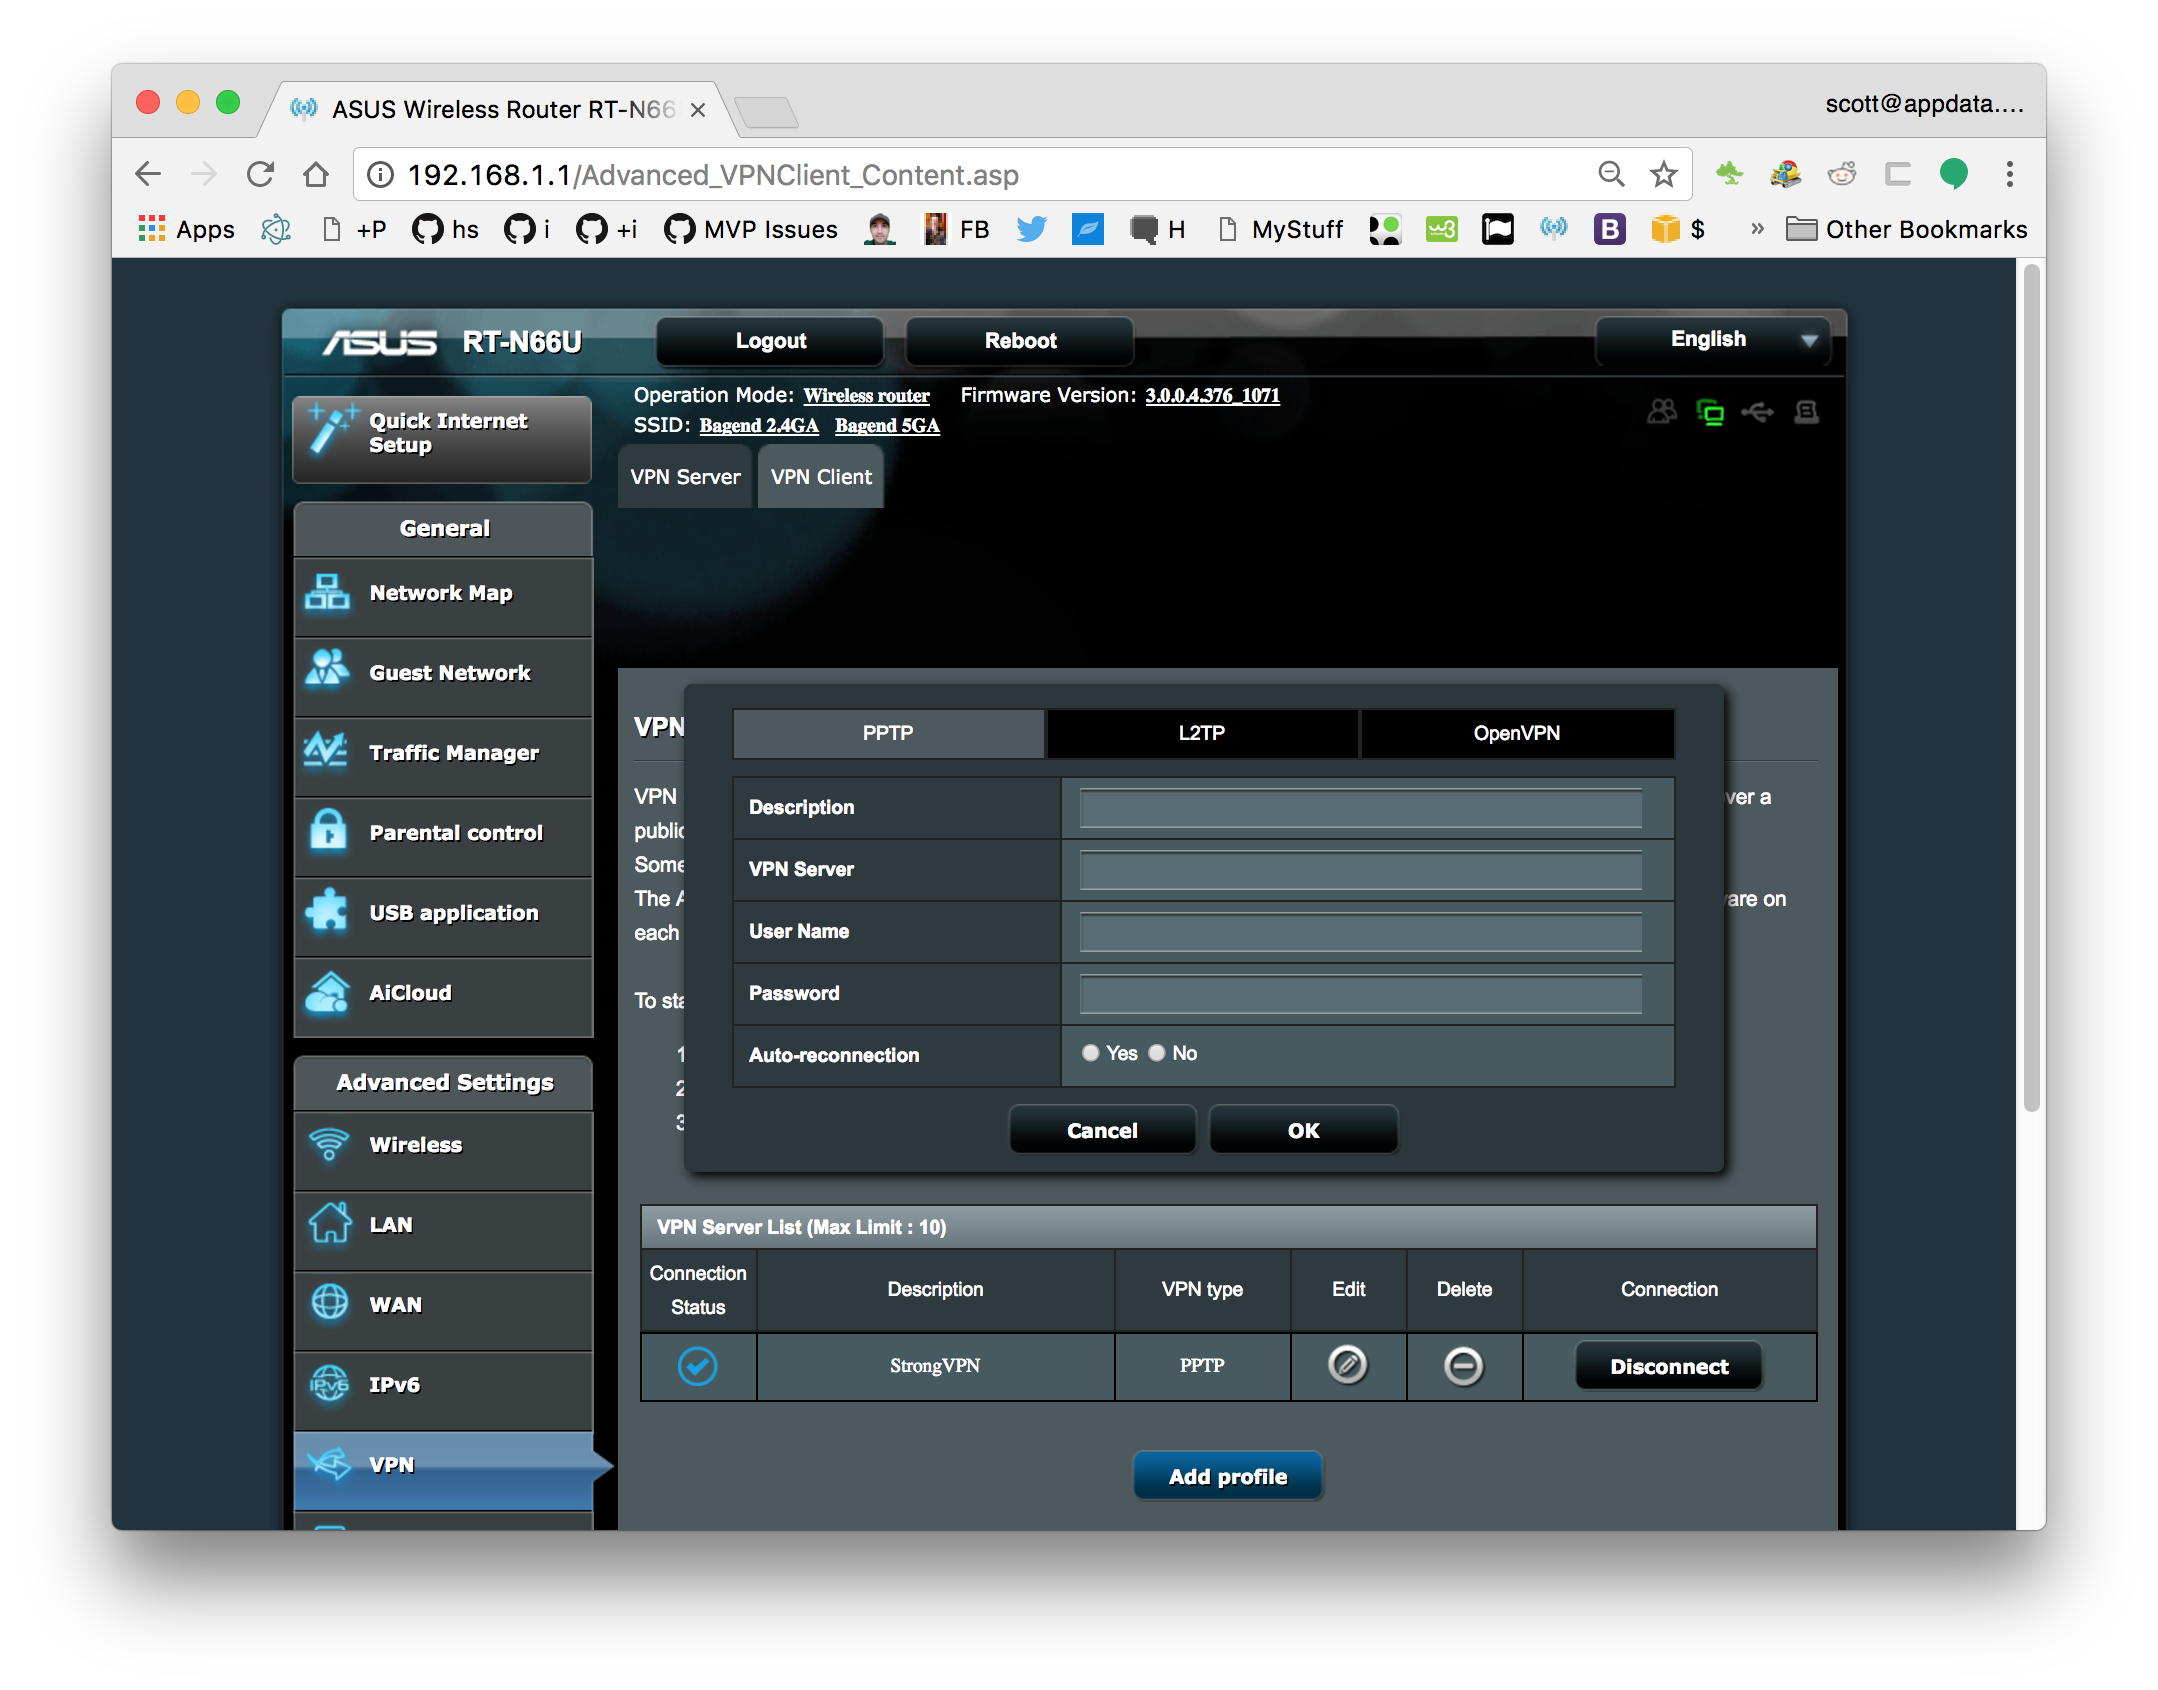 ASUS Wireless Router RT-N66
scott@appdata....
192.168.1.1/Advanced_VPNClient_Content.asp
Apps +P hs i +i MVP Issues FB H MyStuff w3 B $ » Other Bookmarks
ASUS RT-N66U Logout Reboot English
Operation Mode: Wireless router Firmware Version: 3.0.0.4.376_1071
SSID: Bagend 2.4GA Bagend 5GA
Quick Internet
Setup
VPN Server VPN Client
General
Network Map
Guest Network
Traffic Manager
Parental control
USB application
AiCloud
Advanced Settings
Wireless
LAN
WAN
IPv6
IPv6
VPN
VPN
VPN ver a
public
Some
The A are on
each
To sta
1
2
3
PPTP L2TP OpenVPN
Description
VPN Server
User Name
Password
Auto-reconnection Yes No
Cancel OK
VPN Server List (Max Limit : 10)
Connection
Status Description VPN type Edit Delete Connection
StrongVPN PPTP Disconnect
Add profile